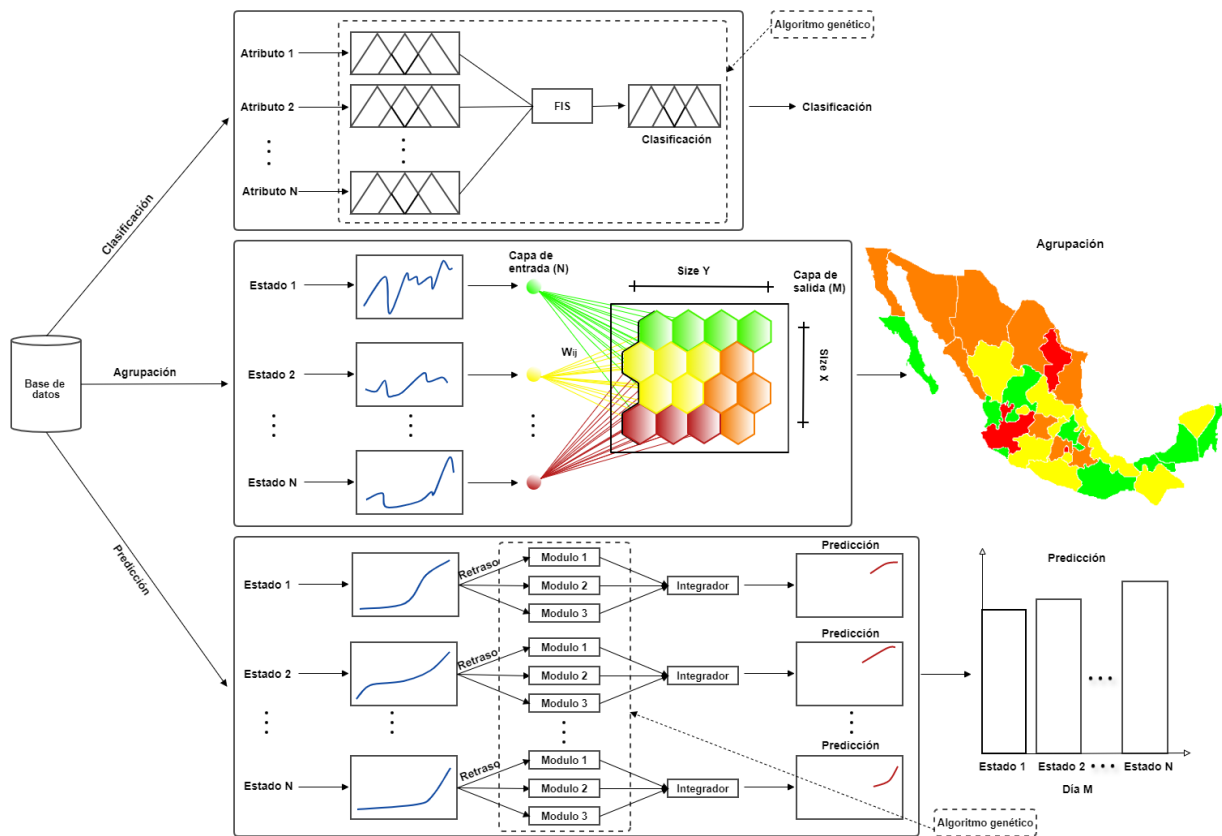 Algoritmo genético
Atributo 1
Atributo 2
Atributo N
FIS
Clasificación
Clasificación
Clasificación
Base de
datos
Agrupación
Predicción
Estado 1
Estado 2
Estado N
Capa de
entrada (N)
Wij
Size Y
Capa de
salida (M)
Size X
Agrupación
Estado 1
Retraso
Modulo 1
Modulo 2
Modulo 3
Integrador
Predicción
Estado 2
Retraso
Modulo 1
Modulo 2
Modulo 3
Integrador
Predicción
Estado N
Retraso
Modulo 1
Modulo 2
Modulo 3
Integrador
Predicción
Algoritmo genético
Predicción
Estado 1
Estado 2
Estado N
Día M